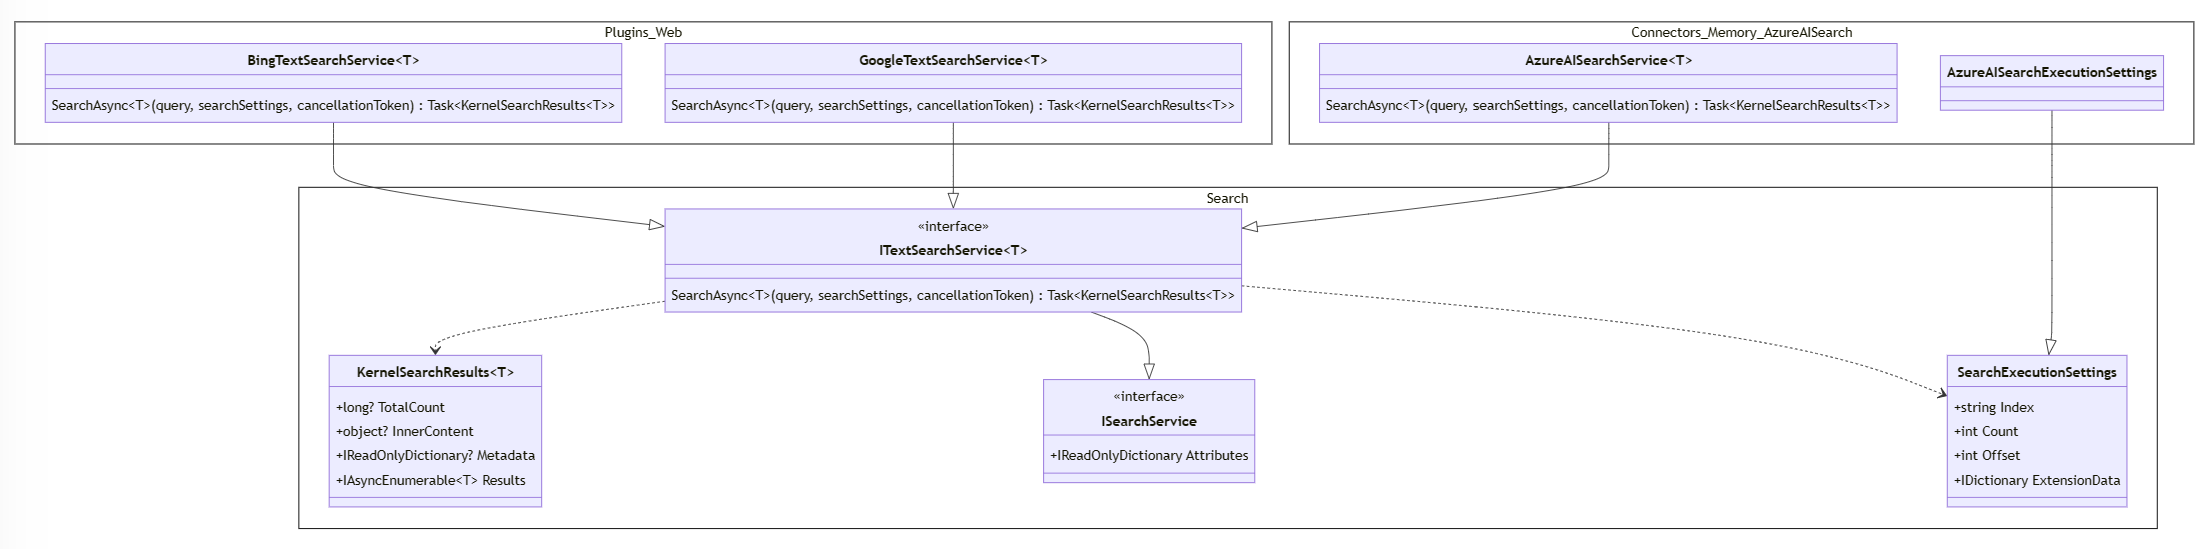 Plugins_Web
BingTextSearchService<T>
SearchAsync<T>(query, searchSettings, cancellationToken) : Task<KernelSearchResults<T>>
GoogleTextSearchService<T>
SearchAsync<T>(query, searchSettings, cancellationToken) : Task<KernelSearchResults<T>>
Connectors_Memory_AzureAISearch
AzureAISearchService<T>
SearchAsync<T>(query, searchSettings, cancellationToken) : Task<KernelSearchResults<T>>
AzureAISearchExecutionSettings
Search
«interface»
ITextSearchService<T>
SearchAsync<T>(query, searchSettings, cancellationToken) : Task<KernelSearchResults<T>>
KernelSearchResults<T>
+long? TotalCount
+object? InnerContent
+IReadOnlyDictionary? Metadata
+IAsyncEnumerable<T> Results
«interface»
ISearchService
+IReadOnlyDictionary Attributes
SearchExecutionSettings
+string Index
+int Count
+int Offset
+IDictionary ExtensionData